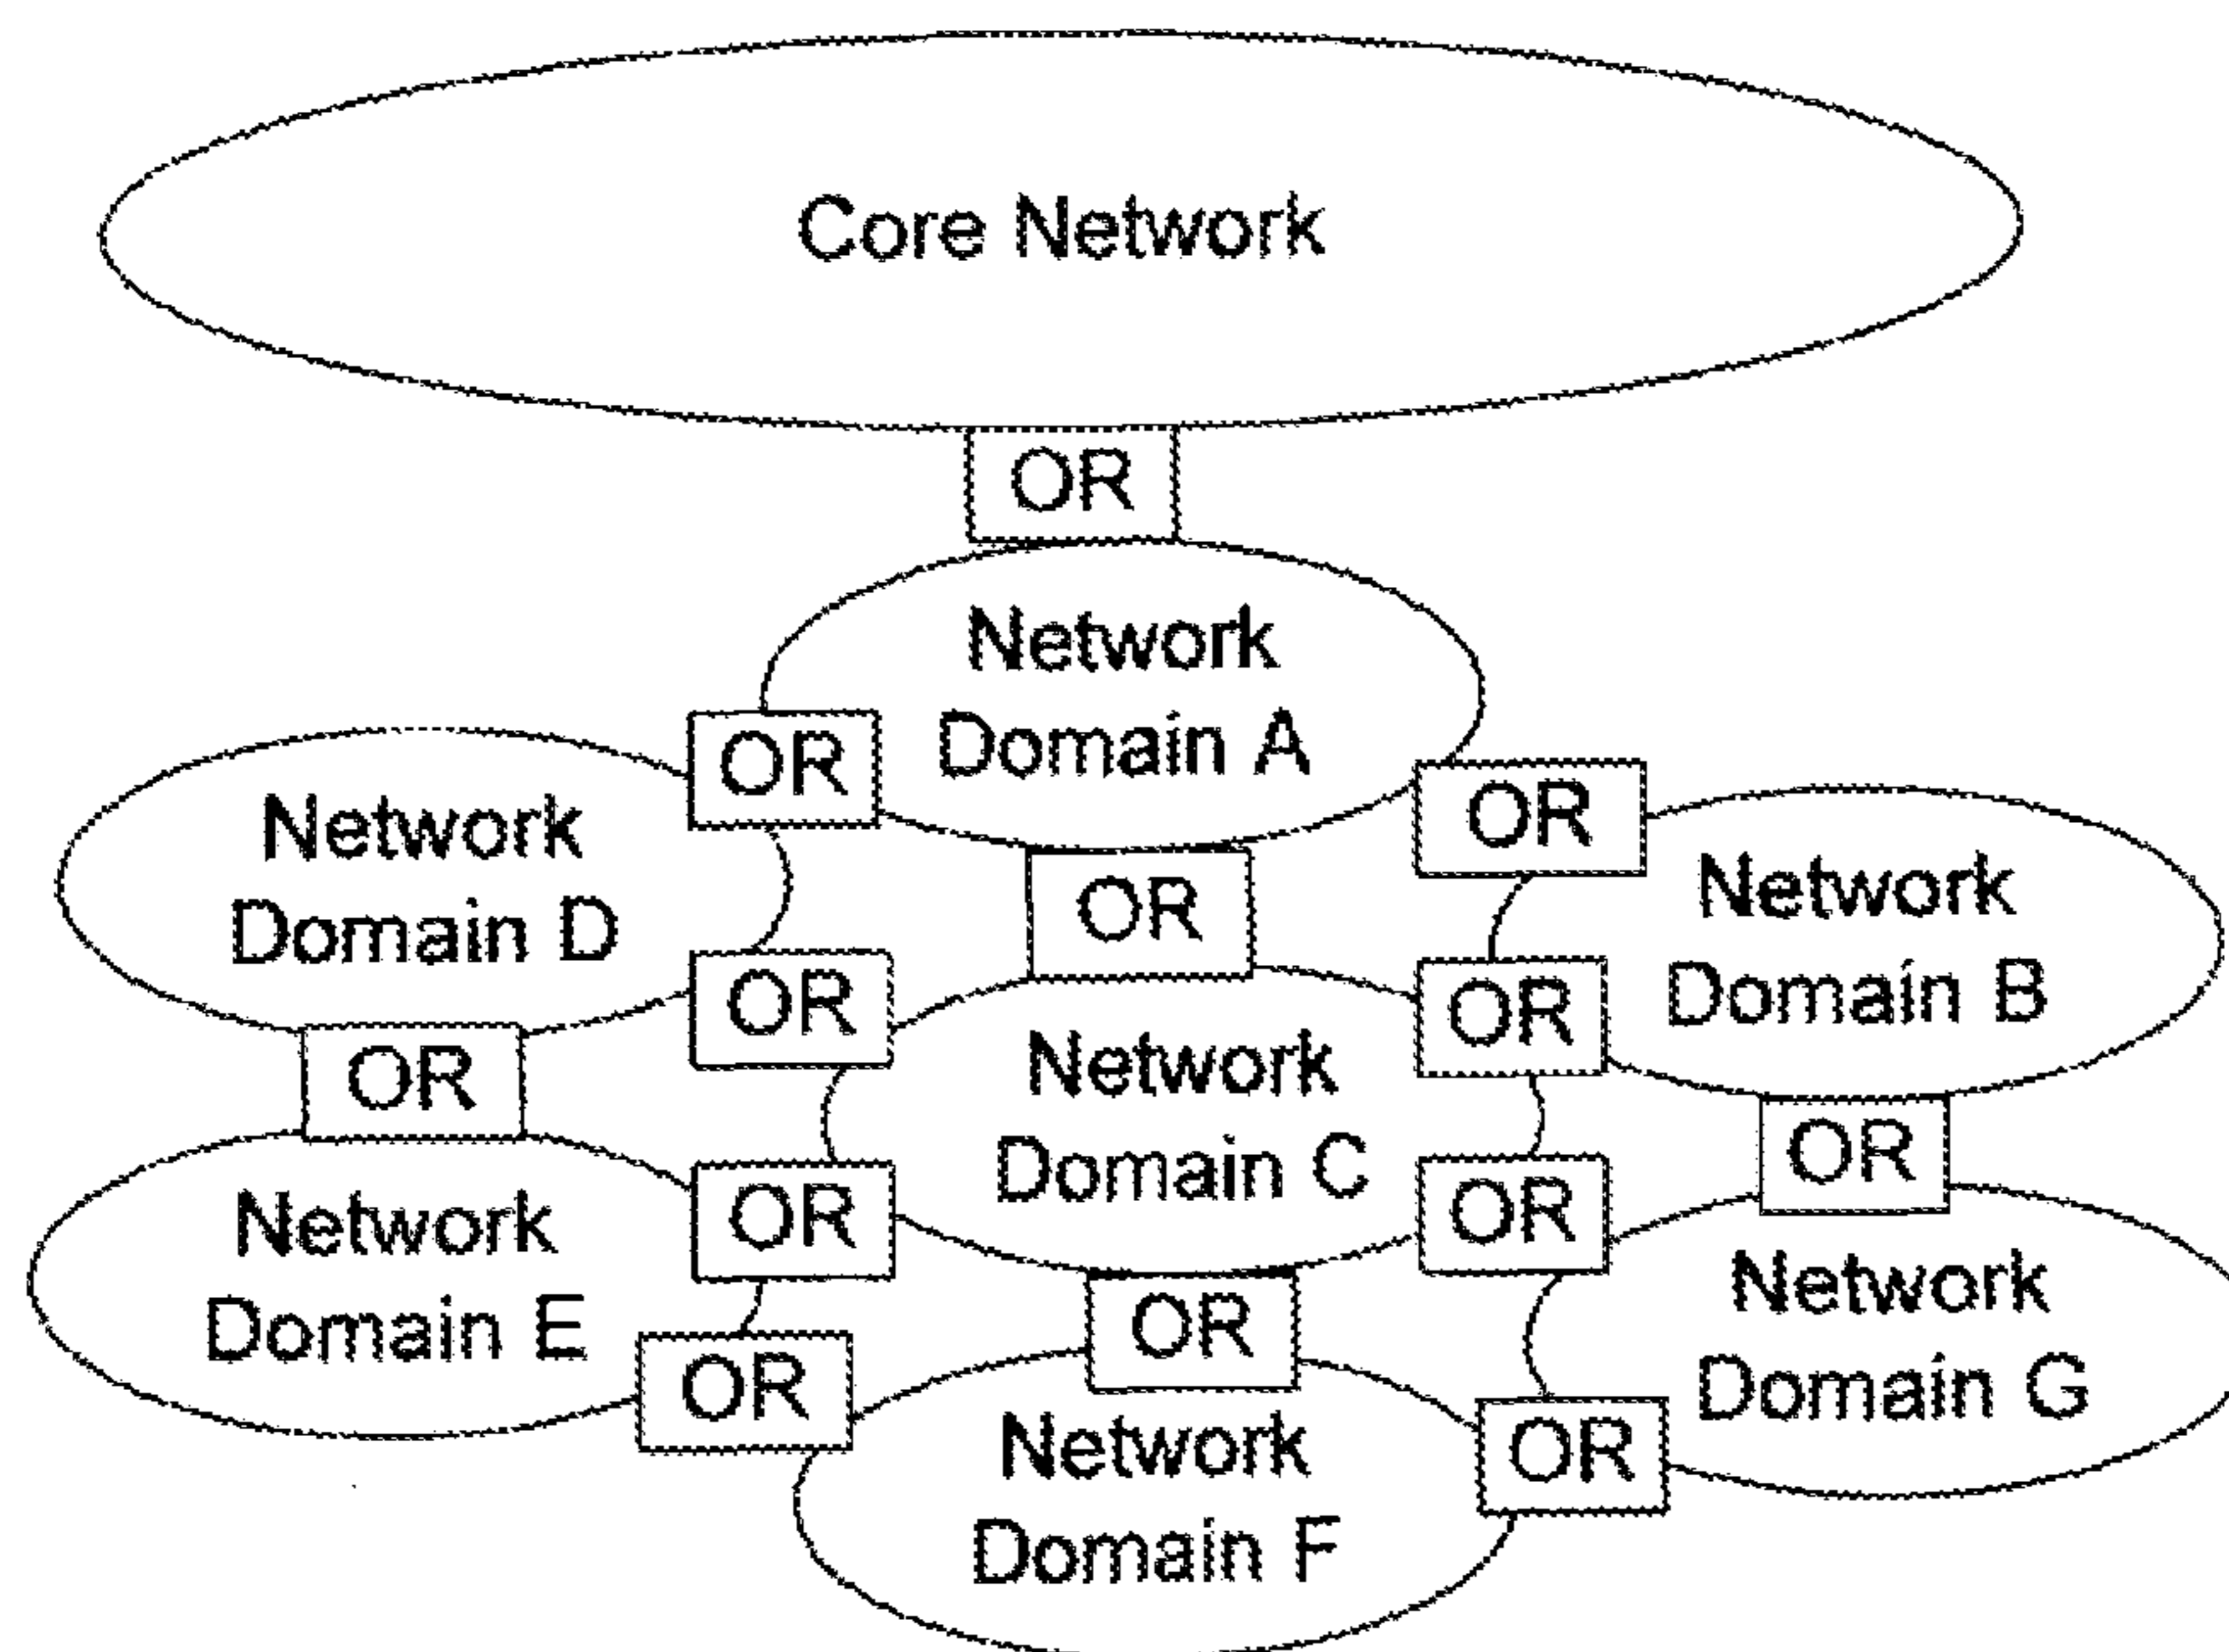 Core Network
OR
Network
Domain A
OR
OR
Network
Domain D
OR
Network
Domain B
OR
OR
OR
Network
Domain C
OR
OR
OR
OR
Network
Domain E
OR
Network
Domain G
OR
OR
Network
Domain F